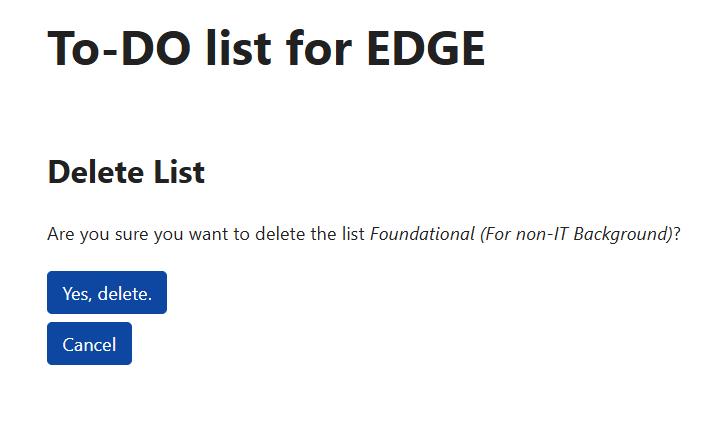 To-DO list for EDGE
Delete List
Are you sure you want to delete the list Foundational (For non-IT Background)?
Yes, delete.
Cancel